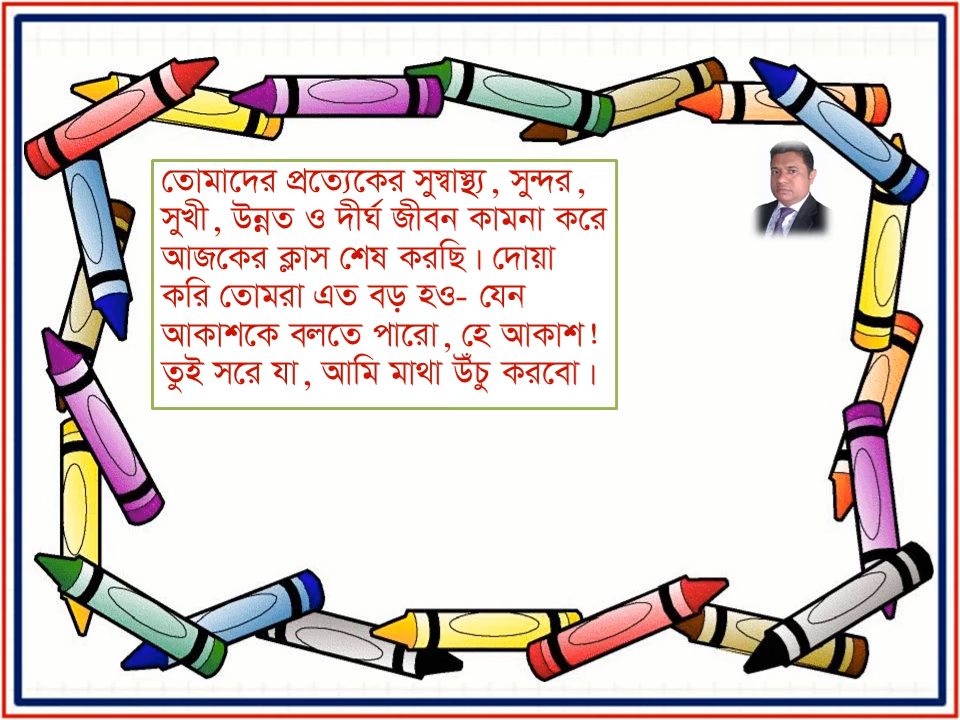 তোমাদের প্রত্যেকের সুস্বাস্থ্য, সুন্দর,
সুখী, উন্নত ও দীর্ঘ জীবন কামনা করে
আজকের ক্লাস শেষ করছি। দোয়া
করি তোমরা এত বড় হও- যেন
আকাশকে বলতে পারো, হে আকাশ!
তুই সরে যা, আমি মাথা উঁচু করবো।